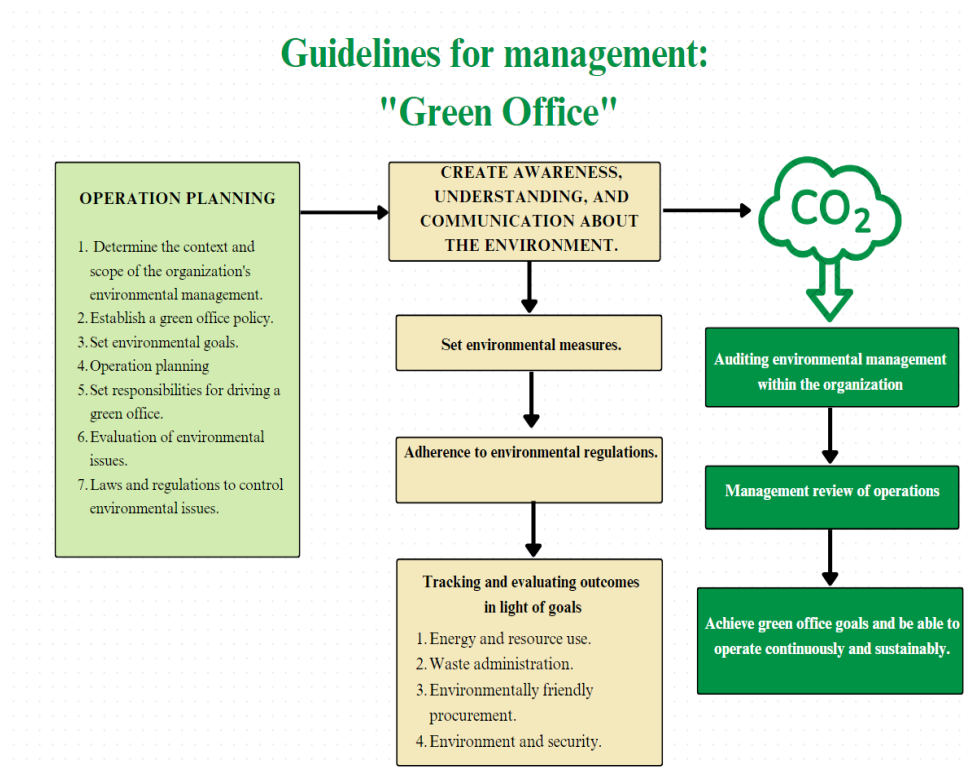 Guidelines for management:
"Green Office"
OPERATION PLANNING
1. Determine the context and
scope of the organization's
environmental management.
2. Establish a green office policy.
3. Set environmental goals.
4. Operation planning
5. Set responsibilities for driving a
green office.
6. Evaluation of environmental
issues.
7. Laws and regulations to control
environmental issues.
CREATE AWARENESS,
UNDERSTANDING, AND
COMMUNICATION ABOUT
THE ENVIRONMENT.
Set environmental measures.
Adherence to environmental regulations.
Tracking and evaluating outcomes
in light of goals
1. Energy and resource use.
2. Waste administration.
3. Environmentally friendly
procurement.
4. Environment and security.
CO2
Auditing environmental management
within the organization
Management review of operations
Achieve green office goals and be able to
operate continuously and sustainably.